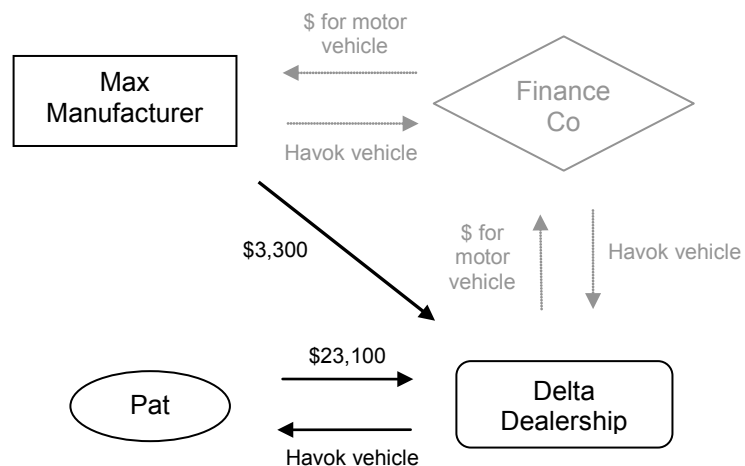 $ for motor
vehicle
Max
Manufacturer
Finance
Co
Havok vehicle
$3,300
$ for
motor
vehicle
Havok vehicle
$23,100
Pat
Delta
Dealership
Havok vehicle